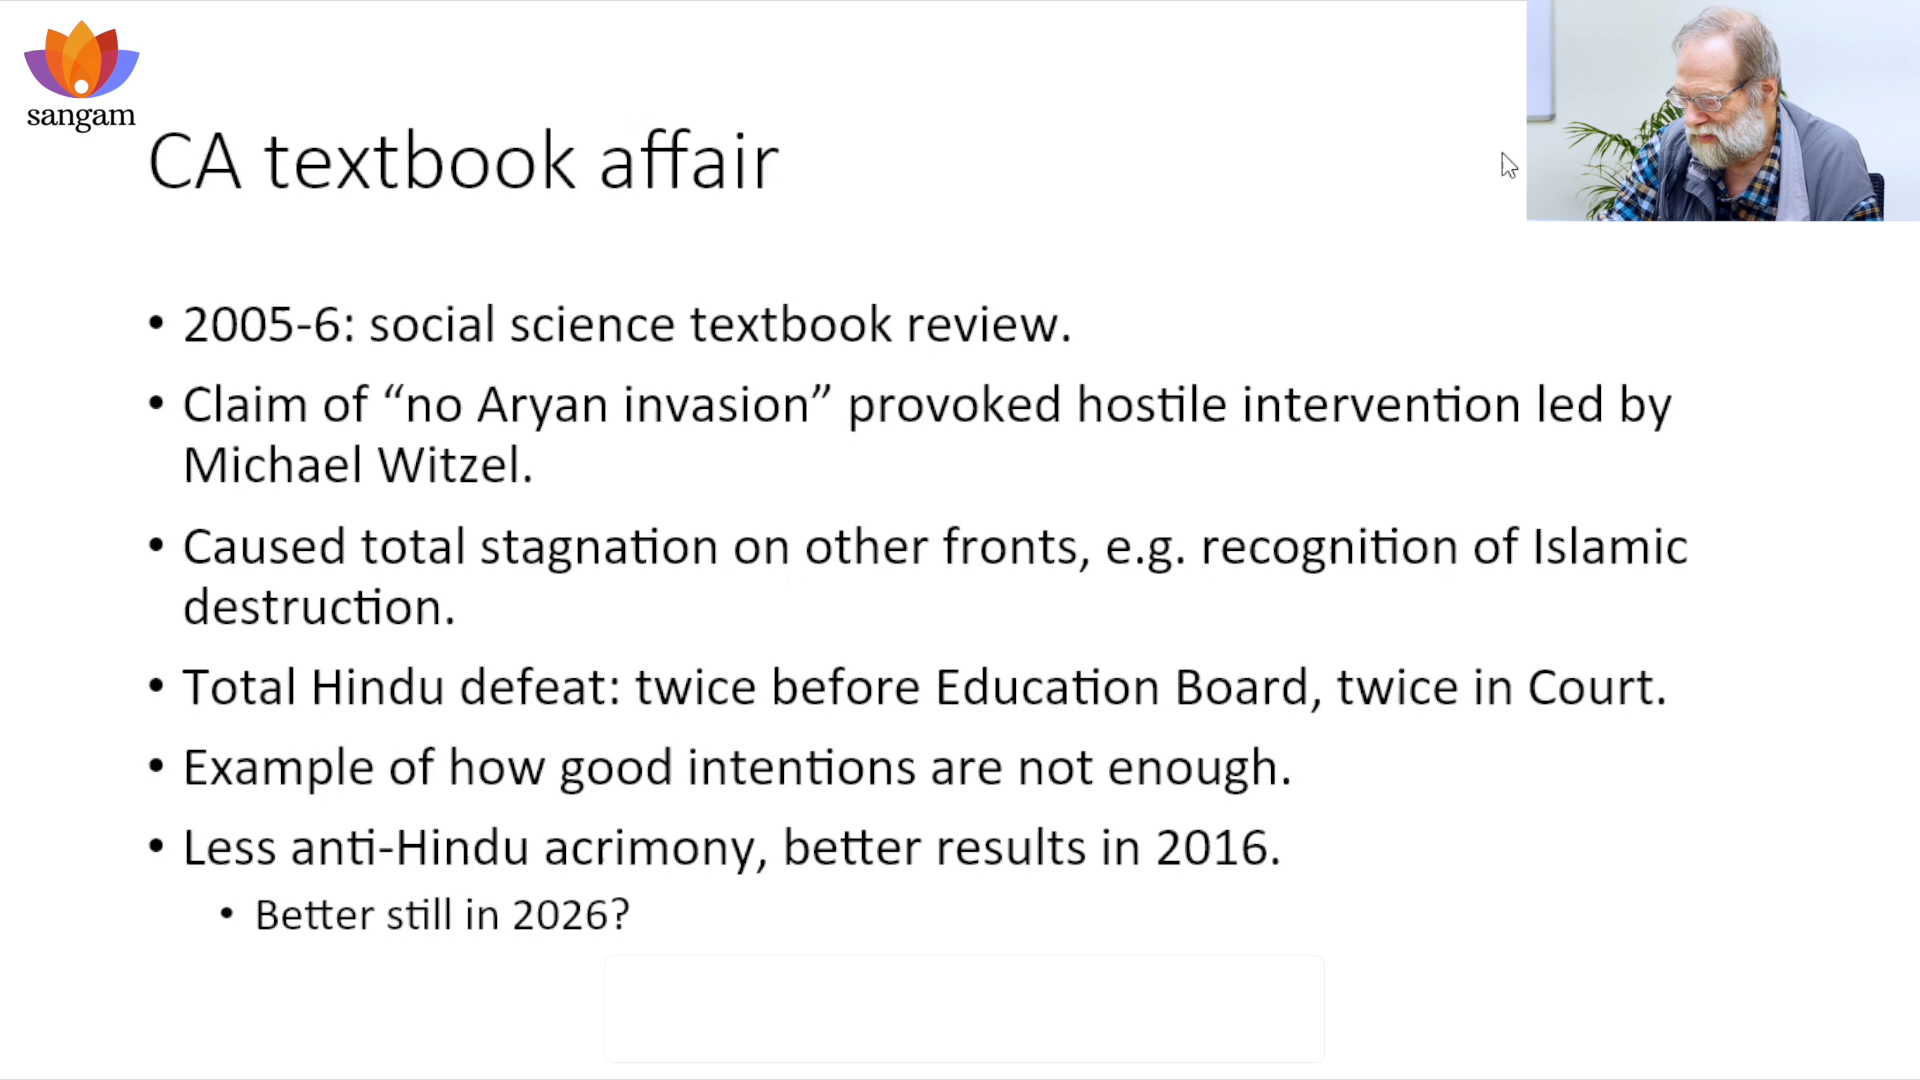 sangam
CA textbook affair
• 2005-6: social science textbook review.
• Claim of “no Aryan invasion” provoked hostile intervention led by
Michael Witzel.
• Caused total stagnation on other fronts, e.g. recognition of Islamic
destruction.
• Total Hindu defeat: twice before Education Board, twice in Court.
• Example of how good intentions are not enough.
• Less anti-Hindu acrimony, better results in 2016.
• Better still in 2026?